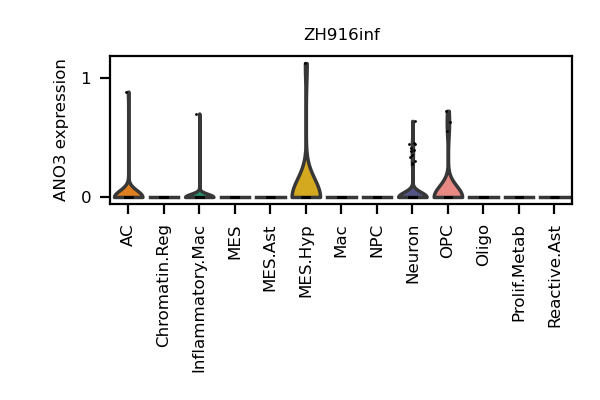 ZH916inf
ANO3 expression
1
0
AC
Chromatin.Reg
Inflammatory.Mac
MES
MES.Ast
MES.Hyp
Mac
NPC
Neuron
OPC
Oligo
Prolif.Metab
Reactive.Ast